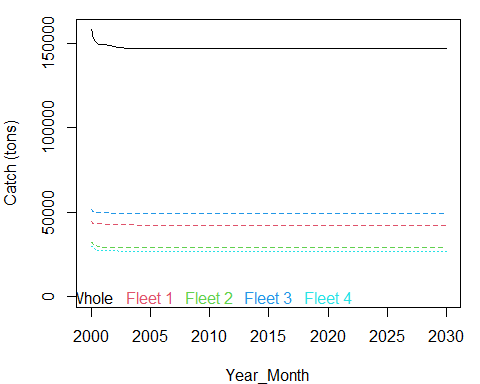 150000
100000
50000
0
Catch (tons)
Whole Fleet 1 Fleet 2 Fleet 3 Fleet 4
2000 2005 2010 2015 2020 2025 2030
Year_Month